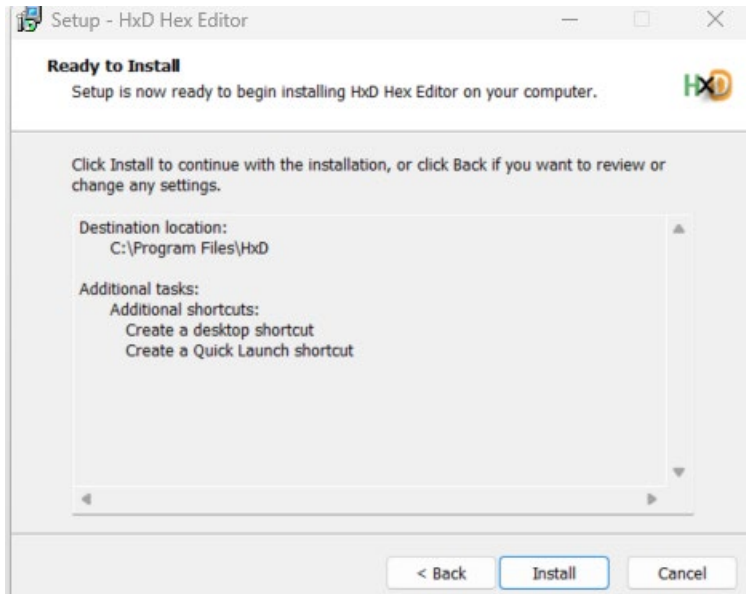 Setup - HxD Hex Editor
Ready to Install
Setup is now ready to begin installing HxD Hex Editor on your computer.
HxD
Click Install to continue with the installation, or click Back if you want to review or
change any settings.
Destination location:
C:\Program Files\HxD
Additional tasks:
Additional shortcuts:
Create a desktop shortcut
Create a Quick Launch shortcut
< Back
Install
Cancel